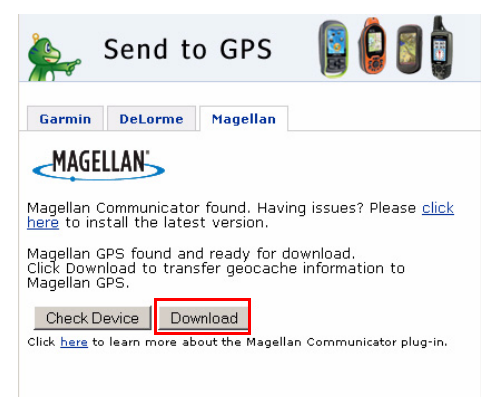 Send to GPS
Garmin DeLorme Magellan
MAGELLAN
Magellan Communicator found. Having issues? Please click
here to install the latest version.
Magellan GPS found and ready for download.
Click Download to transfer geocache information to
Magellan GPS.
Check Device Download
Click here to learn more about the Magellan Communicator plug-in.